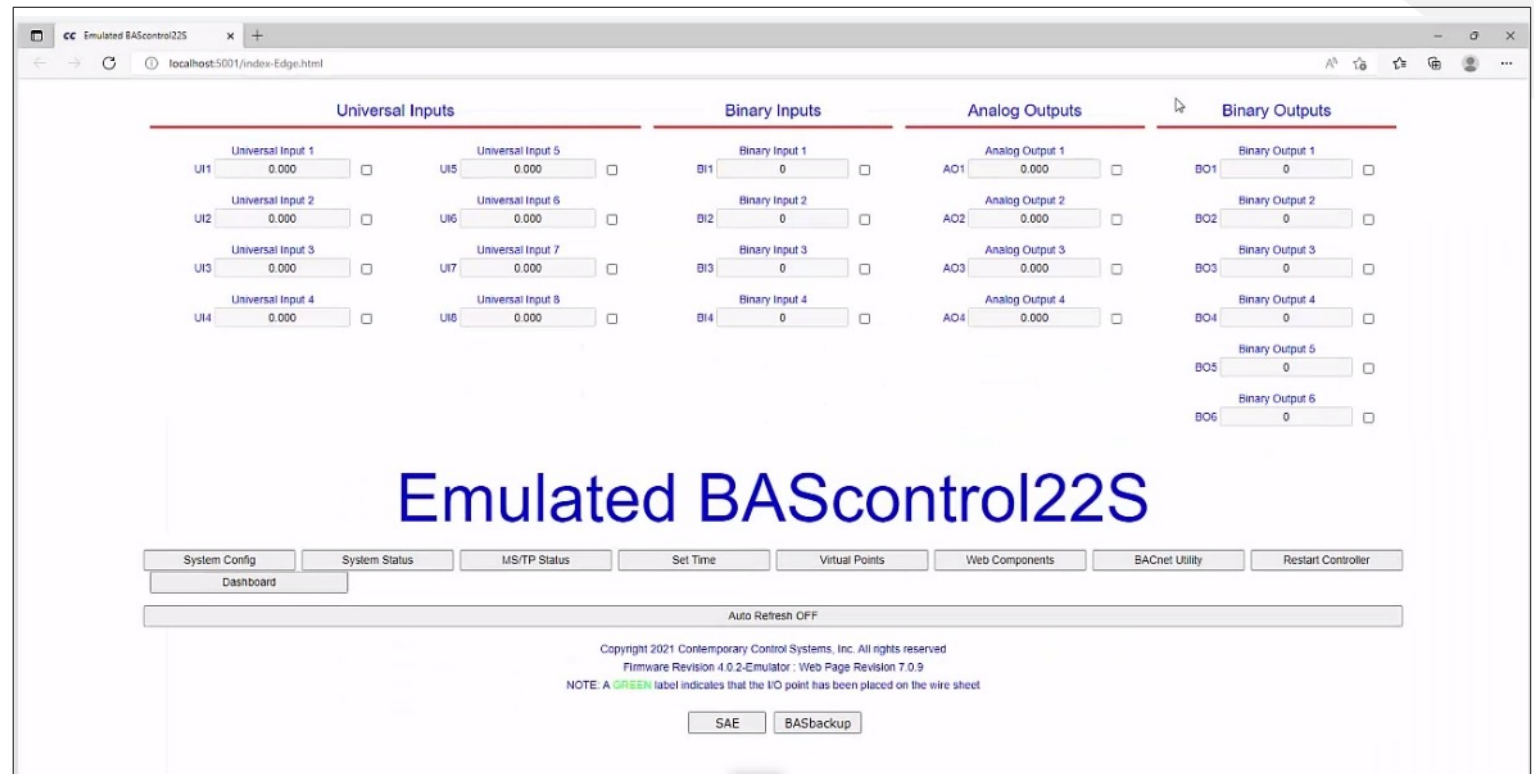 cc Emulated BAScontrol22S
localhost:5001/index-Edge.html
Universal Inputs
Binary Inputs
Analog Outputs
Binary Outputs
Universal Input 1 Universal Input 5 Binary Input 1 Analog Output 1 Binary Output 1
UI1 0.000 UI5 0.000 BI1 0 AO1 0.000 BO1 0
Universal Input 2 Universal Input 6 Binary Input 2 Analog Output 2 Binary Output 2
UI2 0.000 UI6 0.000 BI2 0 AO2 0.000 BO2 0
Universal Input 3 Universal Input 7 Binary Input 3 Analog Output 3 Binary Output 3
UI3 0.000 UI7 0.000 BI3 0 AO3 0.000 BO3 0
Universal Input 4 Universal Input 8 Binary Input 4 Analog Output 4 Binary Output 4
UI4 0.000 UI8 0.000 BI4 0 AO4 0.000 BO4 0
Binary Output 5
BO5 0
Binary Output 6
BO6 0
Emulated BAScontrol22S
System Config System Status MS/TP Status Set Time Virtual Points Web Components BACnet Utility Restart Controller
Dashboard
Auto Refresh OFF
Copyright 2021 Contemporary Control Systems, Inc. All rights reserved
Firmware Revision 4.0.2-Emulator : Web Page Revision 7.0.9
NOTE: A GREEN label indicates that the I/O point has been placed on the wire sheet
SAE BASbackup